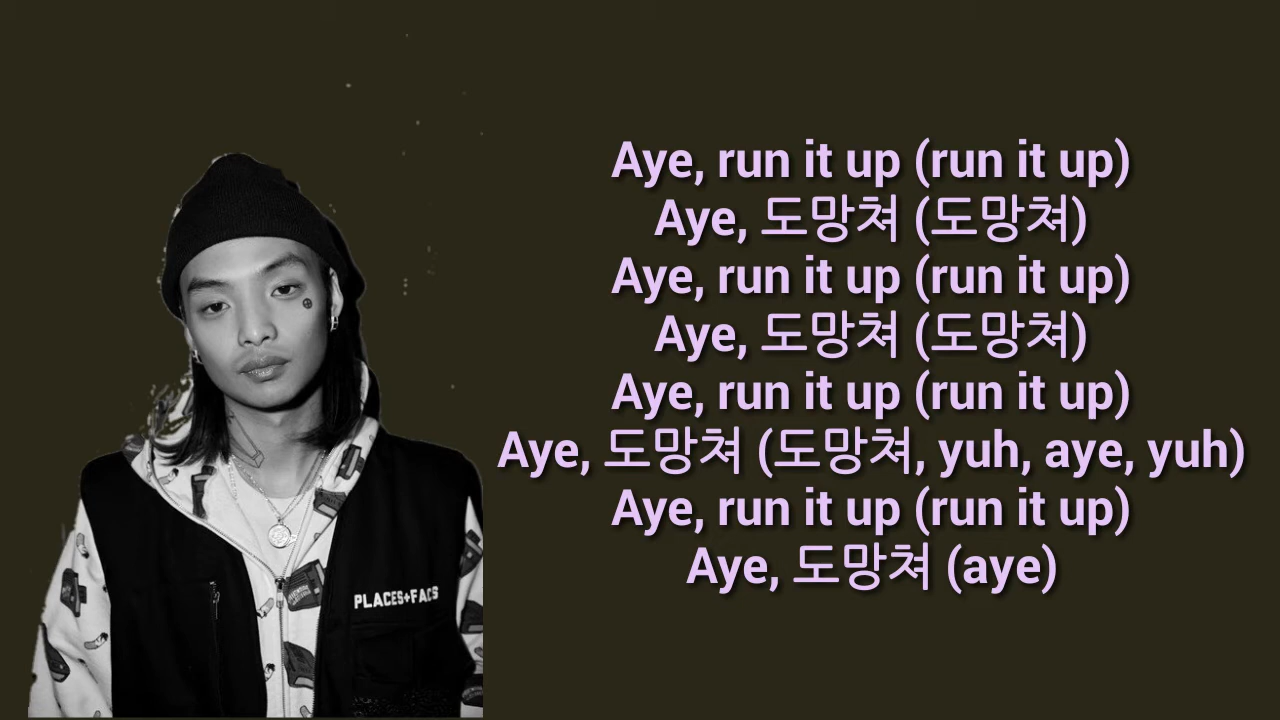 Aye, run it up (run it up)
Aye, 도망쳐 (도망쳐)
Aye, run it up (run it up)
Aye, 도망쳐 (도망쳐)
Aye, run it up (run it up)
Aye, 도망쳐 (도망쳐, yuh, aye, yuh)
Aye, run it up (run it up)
Aye, 도망쳐 (aye)
PLACES+FACES